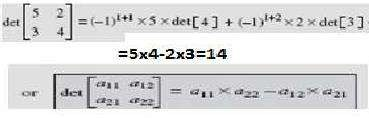 det [5 2 3 4] = (−1)^{1+1} × 5 × det[4] + (−1)^{1+2} × 2 × det[3]
=5x4-2x3=14
or det [a11 a12 a21 a22] = a11 × a22 − a12 × a21